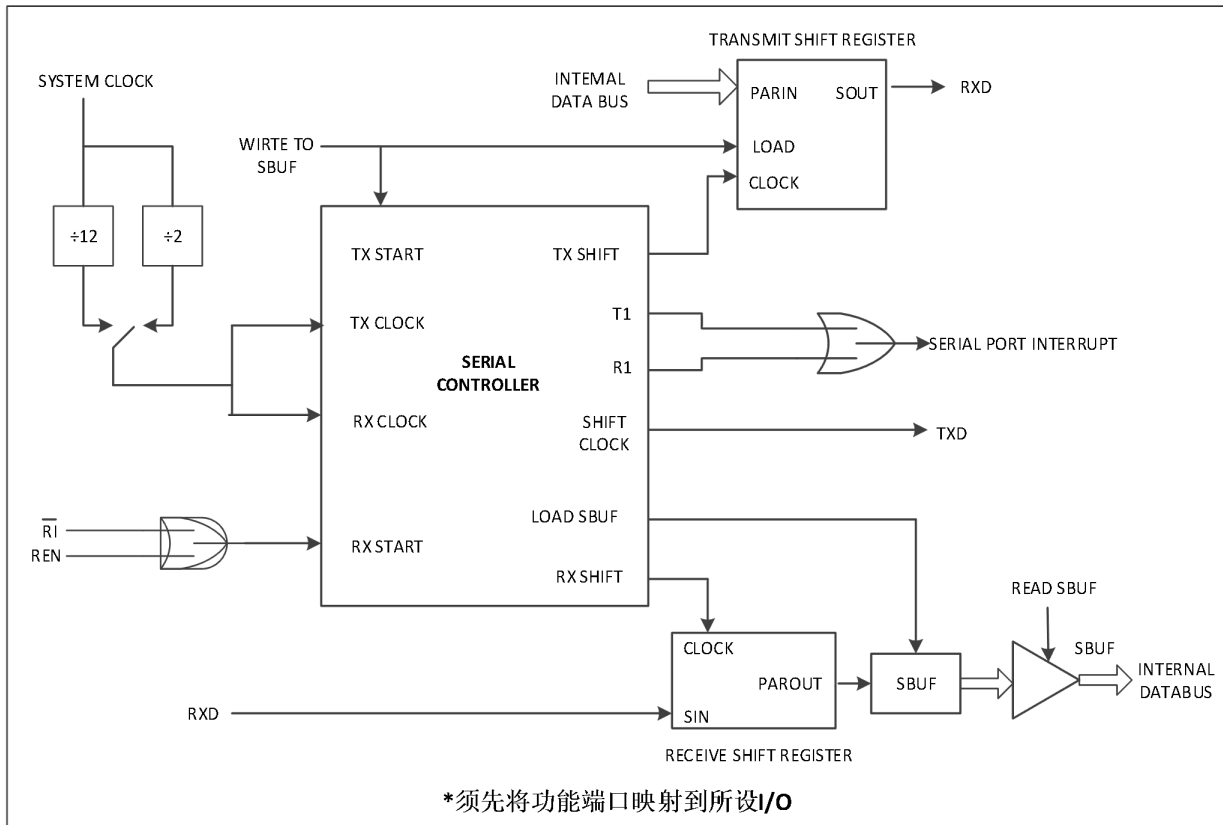 TRANSMIT SHIFT REGISTER
SYSTEM CLOCK
INTEMAL
DATA BUS
PARIN
SOUT
RXD
WIRTE TO
SBUF
LOAD
CLOCK
÷12
÷2
TX START
TX SHIFT
TX CLOCK
T1
SERIAL
CONTROLLER
R1
SERIAL PORT INTERRUPT
RX CLOCK
SHIFT
CLOCK
TXD
LOAD SBUF
R̅I̅
REN
RX START
RX SHIFT
READ SBUF
CLOCK
PAROUT
SBUF
SBUF
INTERNAL
DATABUS
RXD
SIN
RECEIVE SHIFT REGISTER
*须先将功能端口映射到所设I/O